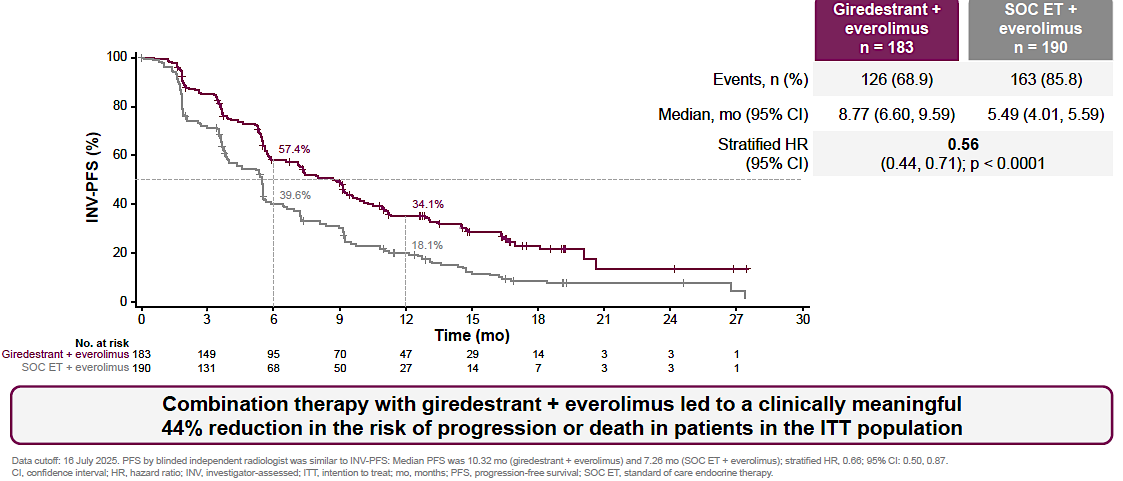 Giredestrant +
everolimus
n = 183
SOC ET +
everolimus
n = 190
Events, n (%)
126 (68.9)
163 (85.8)
Median, mo (95% CI)
8.77 (6.60, 9.59)
5.49 (4.01, 5.59)
Stratified HR
(95% CI)
0.56
(0.44, 0.71); p < 0.0001
INV-PFS (%)
100
80
60
40
20
0
57.4%
39.6%
34.1%
18.1%
0 3 6 9 12 15 18 21 24 27 30
Time (mo)
No. at risk
Giredestrant + everolimus 183 149 95 70 47 29 14 3 3 1
SOC ET + everolimus 190 131 68 50 27 14 7 3 3 1
Combination therapy with giredestrant + everolimus led to a clinically meaningful
44% reduction in the risk of progression or death in patients in the ITT population
Data cutoff: 16 July 2025. PFS by blinded independent radiologist was similar to INV-PFS: Median PFS was 10.32 mo (giredestrant + everolimus) and 7.26 mo (SOC ET + everolimus); stratified HR, 0.66; 95% CI: 0.50, 0.87.
CI, confidence interval; HR, hazard ratio; INV, investigator-assessed; ITT, intention to treat; mo, months; PFS, progression-free survival; SOC ET, standard of care endocrine therapy.